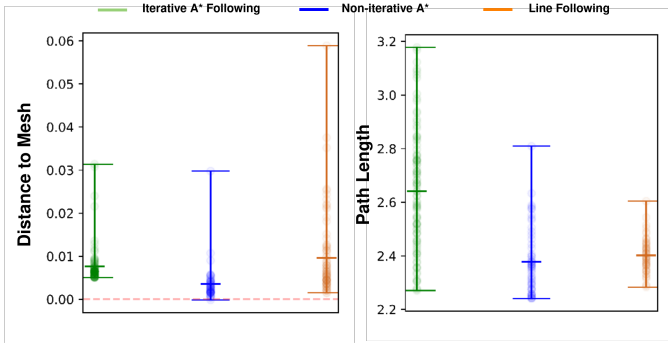 Iterative A* Following
Non-iterative A*
Line Following
Distance to Mesh
0.06
0.05
0.04
0.03
0.02
0.01
0.00
Path Length
3.2
3.0
2.8
2.6
2.4
2.2